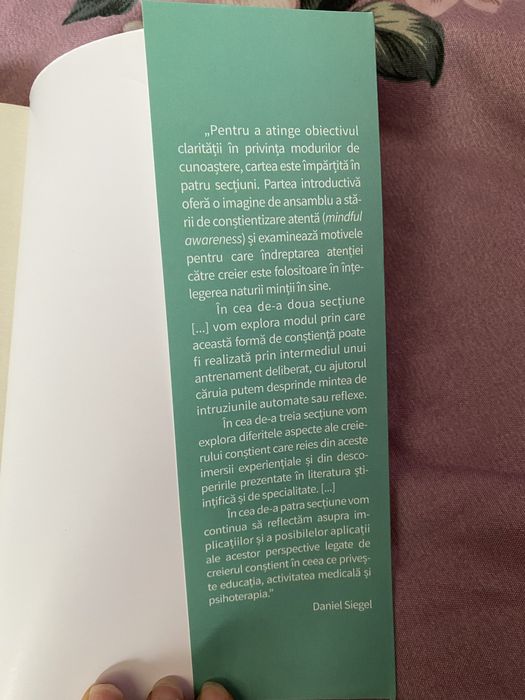 „Pentru a atinge obiectivul
clarității în privința modurilor de
cunoaștere, cartea este împărțită în
patru secțiuni. Partea introductivă
oferă o imagine de ansamblu a stă-
rii de conștientizare atentă (mindful
awareness) și examinează motivele
pentru care îndreptarea atenției
către creier este folositoare în înțe-
legerea naturii minții în sine.
În cea de-a doua secțiune
[...] vom explora modul prin care
această formă de conștiență poate
fi realizată prin intermediul unui
antrenament deliberat, cu ajutorul
căruia putem desprinde mintea de
intruziunile automate sau reflexe.
În cea de-a treia secțiune vom
explora diferitele aspecte ale creie-
rului conștient care reies din aceste
imersii experiențiale și din desco-
peririle prezentate în literatura ști-
ințifică și de specialitate. [...]
În cea de-a patra secțiune vom
continua să reflectăm asupra im-
plicațiilor și a posibilelor aplicații
ale acestor perspective legate de
creierul conștient în ceea ce priveș-
te educația, activitatea medicală și
psihoterapia.”
Daniel Siegel